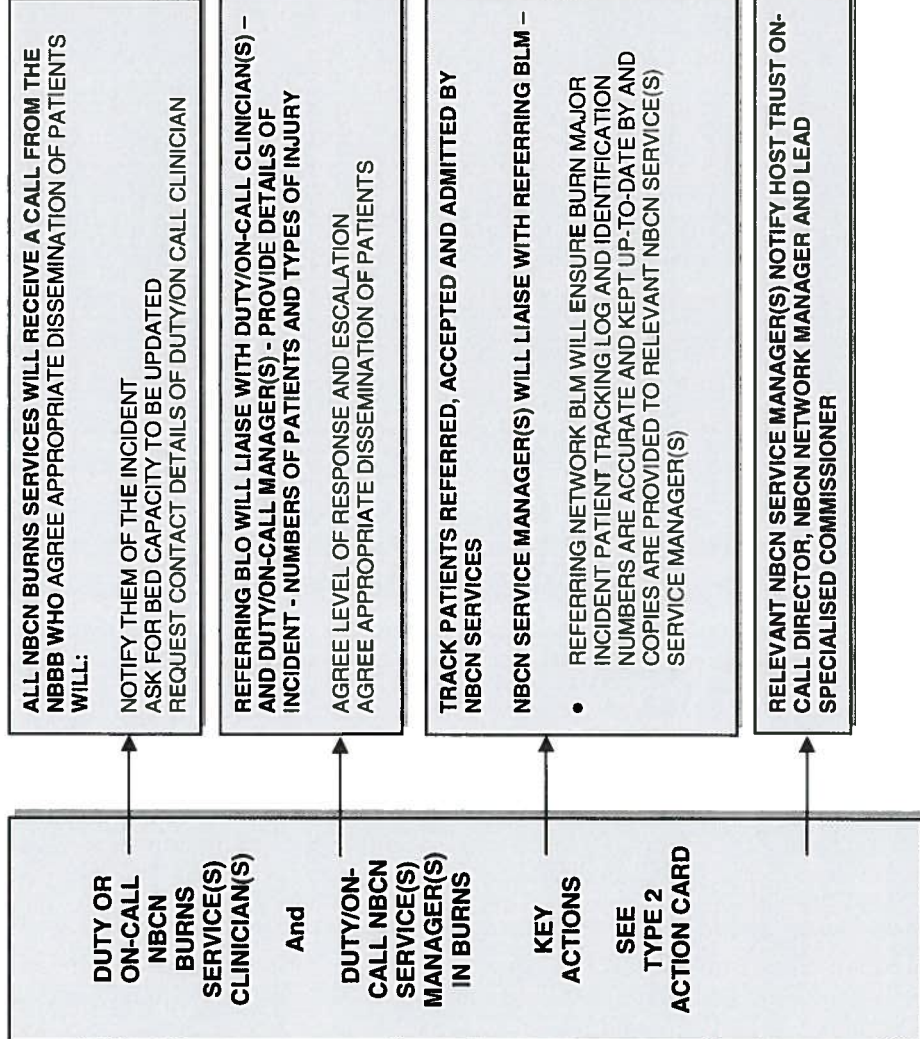 DUTY OR
ON-CALL
NBCN
BURNS
SERVICE(S)
CLINICIAN(S)
And
DUTY/ON-
CALL NBCN
SERVICE(S)
MANAGER(S)
IN BURNS
KEY
ACTIONS
SEE
TYPE 2
ACTION CARD
ALL NBCN BURNS SERVICES WILL RECEIVE A CALL FROM THE
NBBB WHO AGREE APPROPRIATE DISSEMINATION OF PATIENTS
WILL:
NOTIFY THEM OF THE INCIDENT
ASK FOR BED CAPACITY TO BE UPDATED
REQUEST CONTACT DETAILS OF DUTY/ON CALL CLINICIAN
REFERRING BLO WILL LIAISE WITH DUTY/ON-CALL CLINICIAN(S) –
AND DUTY/ON-CALL MANAGER(S) - PROVIDE DETAILS OF
INCIDENT - NUMBERS OF PATIENTS AND TYPES OF INJURY
AGREE LEVEL OF RESPONSE AND ESCALATION
AGREE APPROPRIATE DISSEMINATION OF PATIENTS
TRACK PATIENTS REFERRED, ACCEPTED AND ADMITTED BY
NBCN SERVICES
NBCN SERVICE MANAGER(S) WILL LIAISE WITH REFERRING BLM –
• REFERRING NETWORK BLM WILL ENSURE BURN MAJOR
INCIDENT PATIENT TRACKING LOG AND IDENTIFICATION
NUMBERS ARE ACCURATE AND KEPT UP-TO-DATE BY AND
COPIES ARE PROVIDED TO RELEVANT NBCN SERVICE(S)
SERVICE MANAGER(S)
RELEVANT NBCN SERVICE MANAGER(S) NOTIFY HOST TRUST ON-
CALL DIRECTOR, NBCN NETWORK MANAGER AND LEAD
SPECIALISED COMMISSIONER